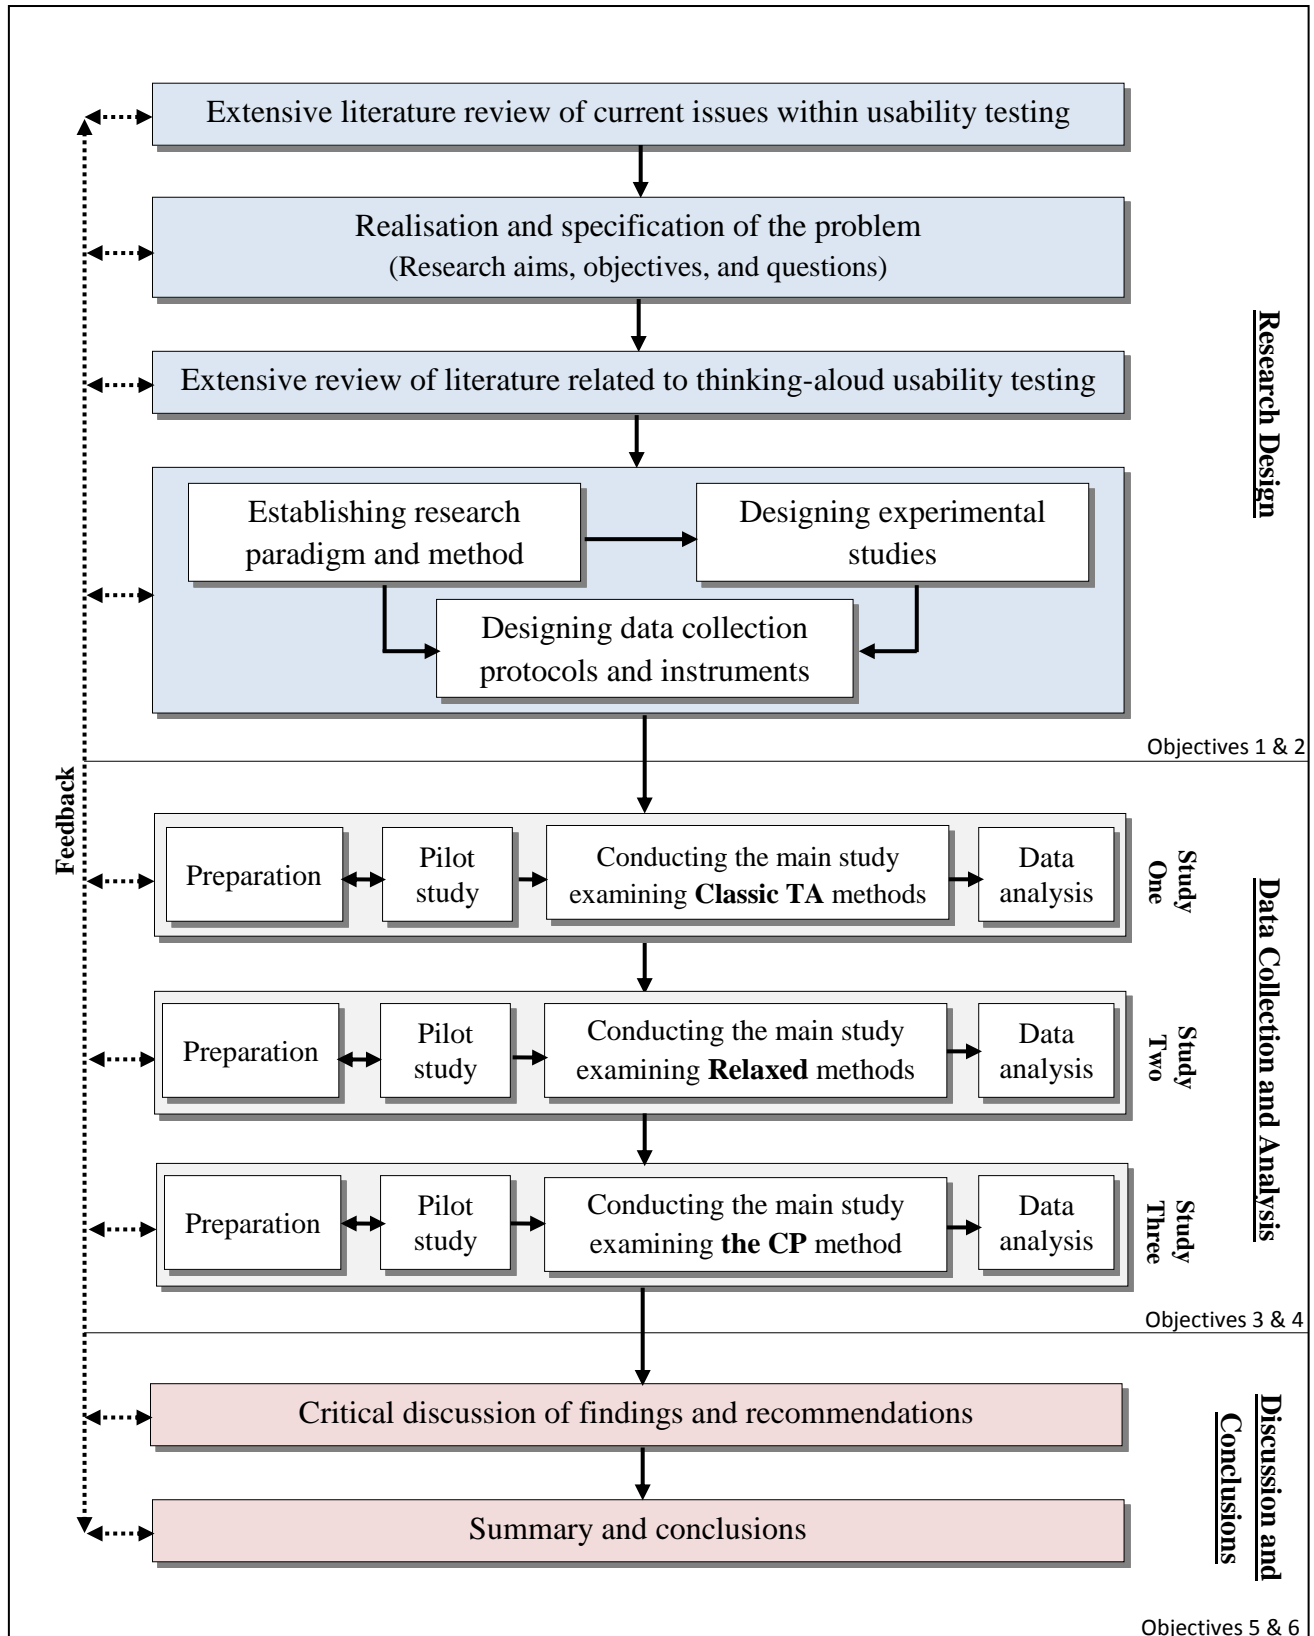 Extensive literature review of current issues within usability testing
Realisation and specification of the problem
(Research aims, objectives, and questions)
Extensive review of literature related to thinking-aloud usability testing
Establishing research
paradigm and method
Designing experimental
studies
Designing data collection
protocols and instruments
Research Design
Objectives 1 & 2
Feedback
Preparation
Pilot
study
Conducting the main study
examining Classic TA methods
Data
analysis
Study
One
Preparation
Pilot
study
Conducting the main study
examining Relaxed methods
Data
analysis
Study
Two
Preparation
Pilot
study
Conducting the main study
examining the CP method
Data
analysis
Study
Three
Data Collection and Analysis
Objectives 3 & 4
Critical discussion of findings and recommendations
Summary and conclusions
Discussion and
Conclusions
Objectives 5 & 6